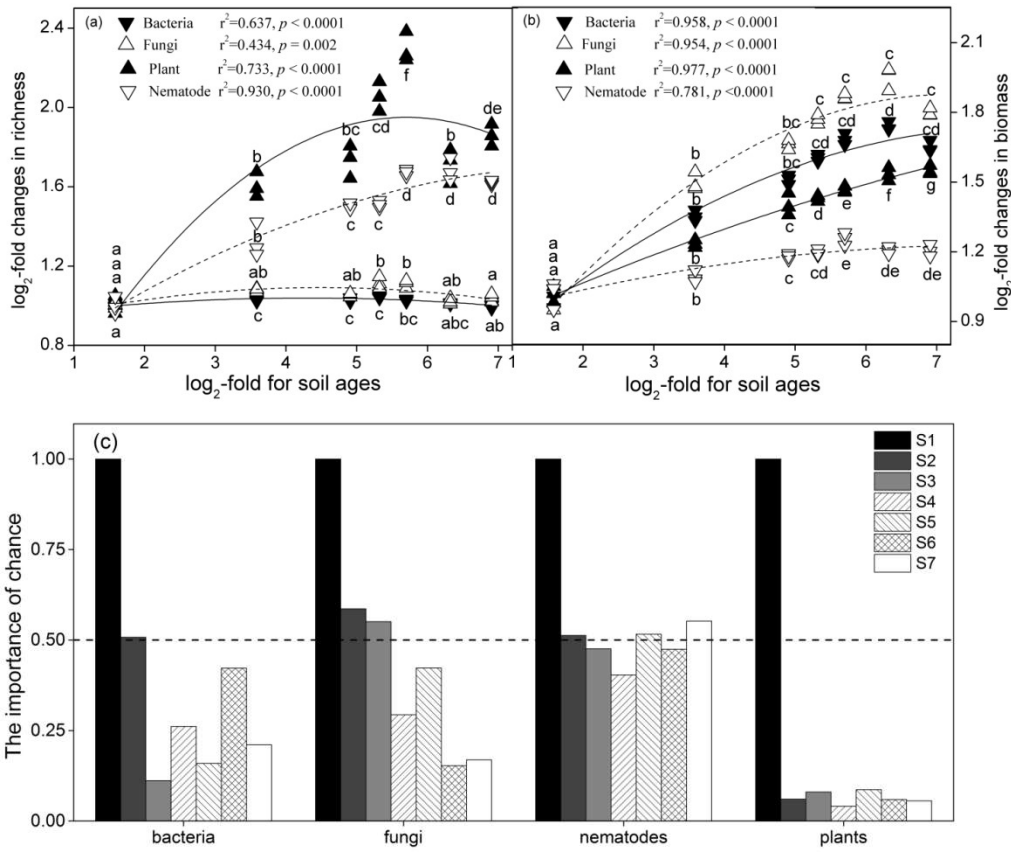 (a)
Bacteria r²=0.637, p < 0.0001
Fungi r²=0.434, p = 0.002
Plant r²=0.733, p < 0.0001
Nematode r²=0.930, p < 0.0001
log₂-fold changes in richness
2.4
2.0
1.6
1.2
0.8
f
bc
cd
de
b
d
d
d
c
c
a
a
a
ab
ab
b
b
ab
a
a
c
c
c
bc
abc
ab
1 2 3 4 5 6 7
log₂-fold for soil ages
(b)
Bacteria r²=0.958, p < 0.0001
Fungi r²=0.954, p < 0.0001
Plant r²=0.977, p < 0.0001
Nematode r²=0.781, p <0.0001
log₂-fold changes in biomass
2.1
1.8
1.5
1.2
0.9
c
c
c
c
bc
cd
cd
d
cd
bc
b
b
b
c
d
e
f
g
a
a
a
b
c
cd
e
de
de
a
1 2 3 4 5 6 7
log₂-fold for soil ages
(c)
S1
S2
S3
S4
S5
S6
S7
The importance of chance
1.00
0.75
0.50
0.25
0.00
bacteria fungi nematodes plants